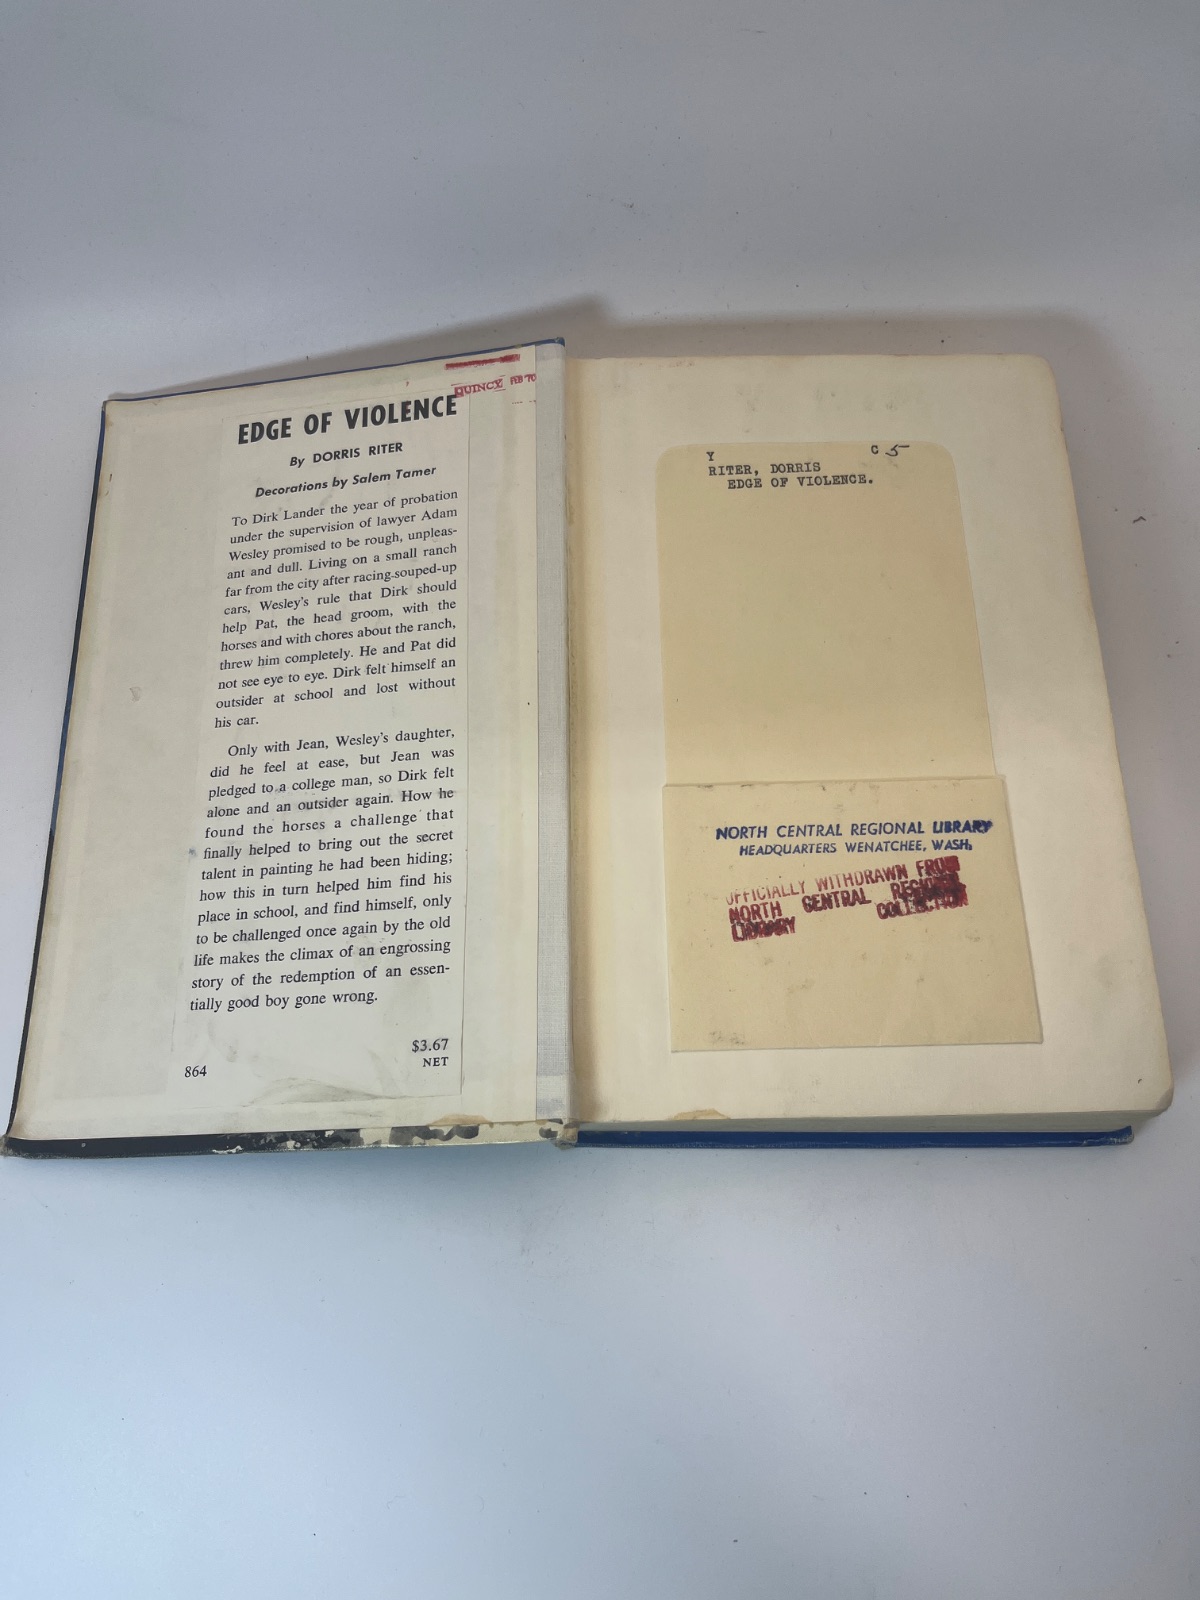 QUINCY FEB 70
EDGE OF VIOLENCE
By DORRIS RITER
Decorations by Salem Tamer
To Dirk Lander the year of probation
under the supervision of lawyer Adam
Wesley promised to be rough, unpleas-
ant and dull. Living on a small ranch
far from the city after racing souped-up
cars, Wesley's rule that Dirk should
help Pat, the head groom, with the
horses and with chores about the ranch,
threw him completely. He and Pat did
not see eye to eye. Dirk felt himself an
outsider at school and lost without
his car.
Only with Jean, Wesley's daughter,
did he feel at ease, but Jean was
pledged to a college man, so Dirk felt
alone and an outsider again. How he
found the horses a challenge that
finally helped to bring out the secret
talent in painting he had been hiding;
how this in turn helped him find his
place in school, and find himself, only
to be challenged once again by the old
life makes the climax of an engrossing
story of the redemption of an essen-
tially good boy gone wrong.
$3.67
NET
864
Y C 5
RITER, DORRIS
EDGE OF VIOLENCE.
NORTH CENTRAL REGIONAL LIBRARY
HEADQUARTERS WENATCHEE, WASH.
OFFICIALLY WITHDRAWN FROM
NORTH CENTRAL REGIONAL
LIBRARY COLLECTION